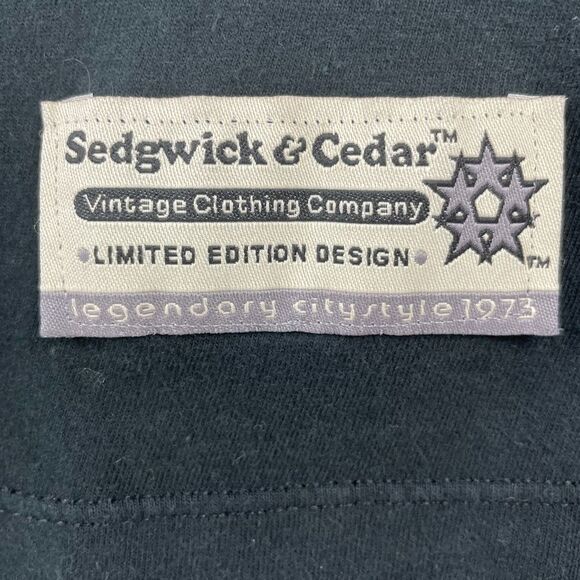 Sedgwick & Cedar™
Vintage Clothing Company
• LIMITED EDITION DESIGN •
TM
legendary citystyle 1973